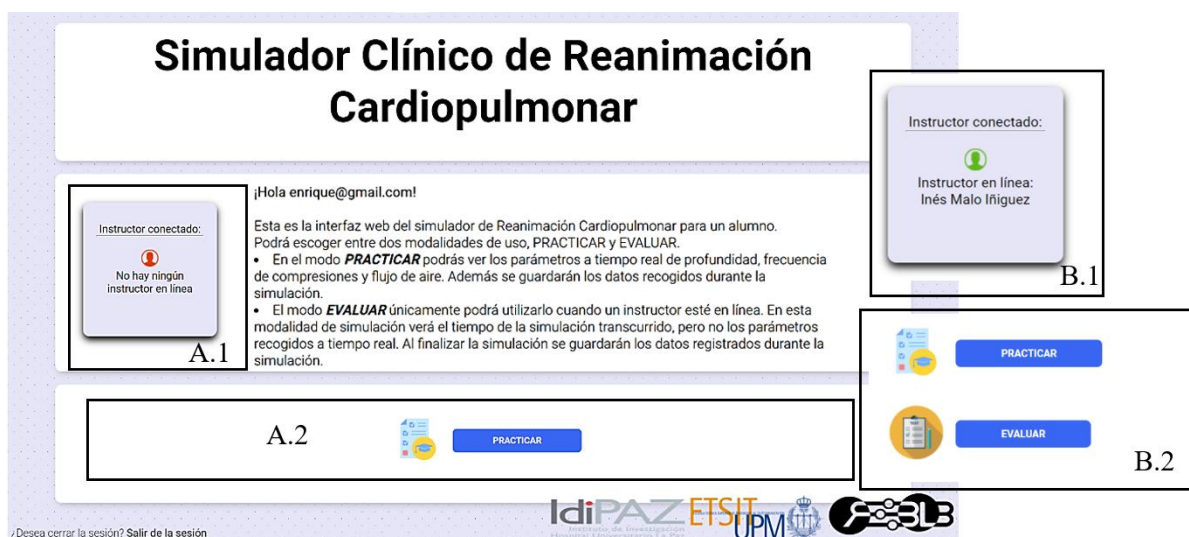 Simulador Clínico de Reanimación
Cardiopulmonar
Instructor conectado:
No hay ningún
instructor en línea
A.1
¡Hola enrique@gmail.com!
Esta es la interfaz web del simulador de Reanimación Cardiopulmonar para un alumno.
Podrá escoger entre dos modalidades de uso, PRACTICAR y EVALUAR.
• En el modo PRACTICAR podrás ver los parámetros a tiempo real de profundidad, frecuencia
de compresiones y flujo de aire. Además se guardarán los datos recogidos durante la
simulación.
• El modo EVALUAR únicamente podrá utilizarlo cuando un instructor esté en línea. En esta
modalidad de simulación verá el tiempo de la simulación transcurrido, pero no los parámetros
recogidos a tiempo real. Al finalizar la simulación se guardarán los datos registrados durante la
simulación.
Instructor conectado:
Instructor en línea:
Inés Malo Iñiguez
B.1
A.2
PRACTICAR
PRACTICAR
EVALUAR
B.2
IdiPAZ
Instituto de Investigación
Hospital Universitario La Paz
ETSIT
UPM
¿Desea cerrar la sesión? Salir de la sesión